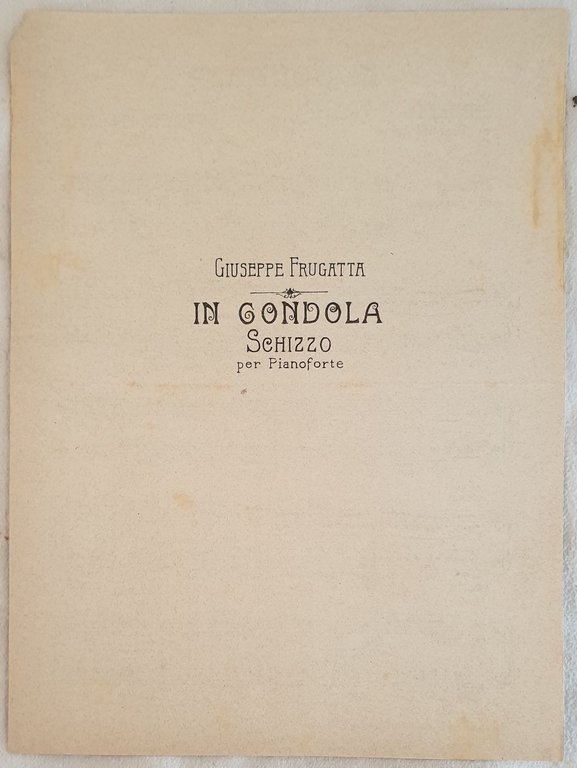 GIUSEPPE FRUGATTA
IN GONDOLA
SCHIZZO
per Pianoforte